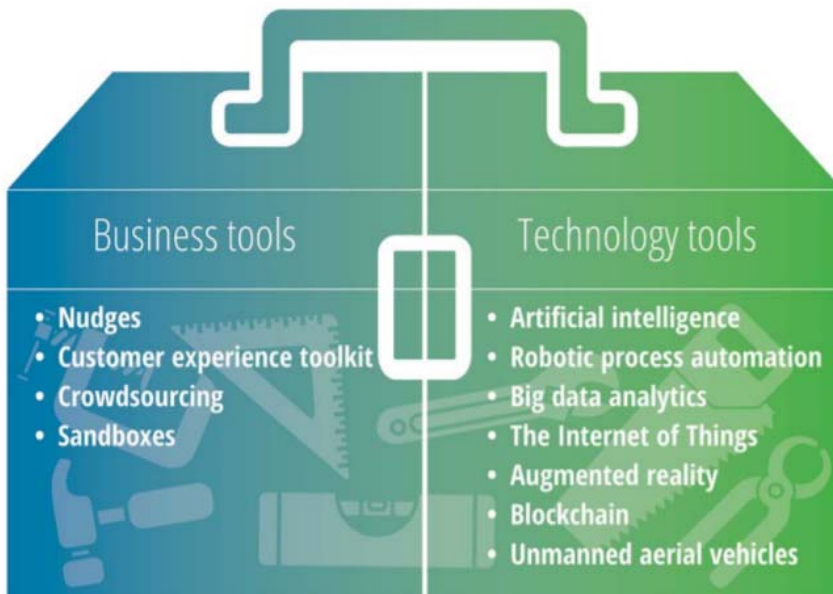 Business tools
• Nudges
• Customer experience toolkit
• Crowdsourcing
• Sandboxes
Technology tools
• Artificial intelligence
• Robotic process automation
• Big data analytics
• The Internet of Things
• Augmented reality
• Blockchain
• Unmanned aerial vehicles